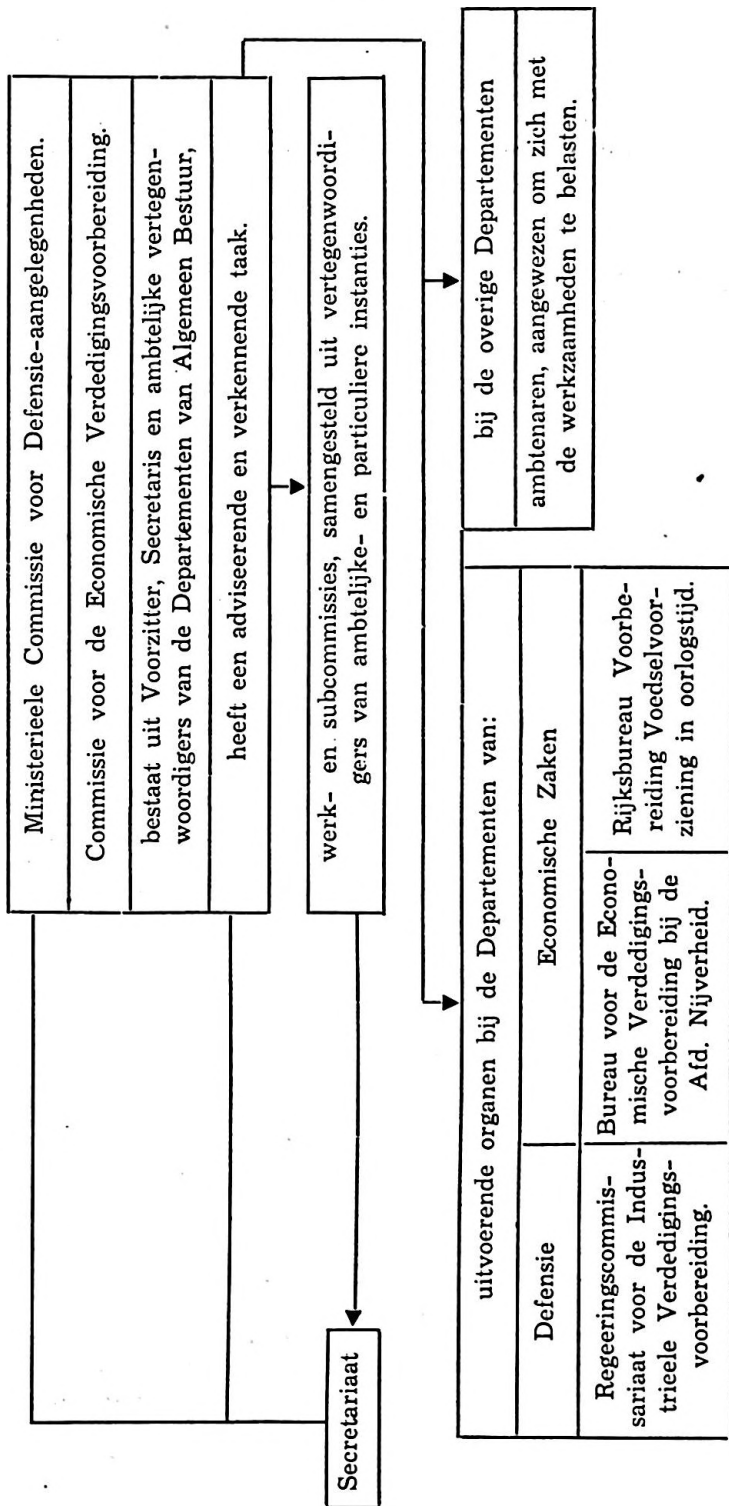 Ministerieele Commissie voor Defensie-aangelegenheden.
Commissie voor de Economische Verdedigingsvoorbereiding.
bestaat uit Voorzitter, Secretaris en ambtelijke vertegen-
woordigers van de Departementen van Algemeen Bestuur,
heeft een adviseerende en verkennende taak.
Secretariaat
werk- en subcommissies, samengesteld uit vertegenwoordi-
gers van ambtelijke- en particuliere instanties.
uitvoerende organen bij de Departementen van:
Defensie
Economische Zaken
Regeeringscommis-
sariaat voor de Indus-
trieele Verdedigings-
voorbereiding.
Bureau voor de Econo-
mische Verdedigings-
voorbereiding bij de
Afd. Nijverheid.
Rijksbureau Voorbe-
reiding Voedselvoor-
ziening in oorlogstijd.
bij de overige Departementen
ambtenaren, aangewezen om zich met
de werkzaamheden te belasten.